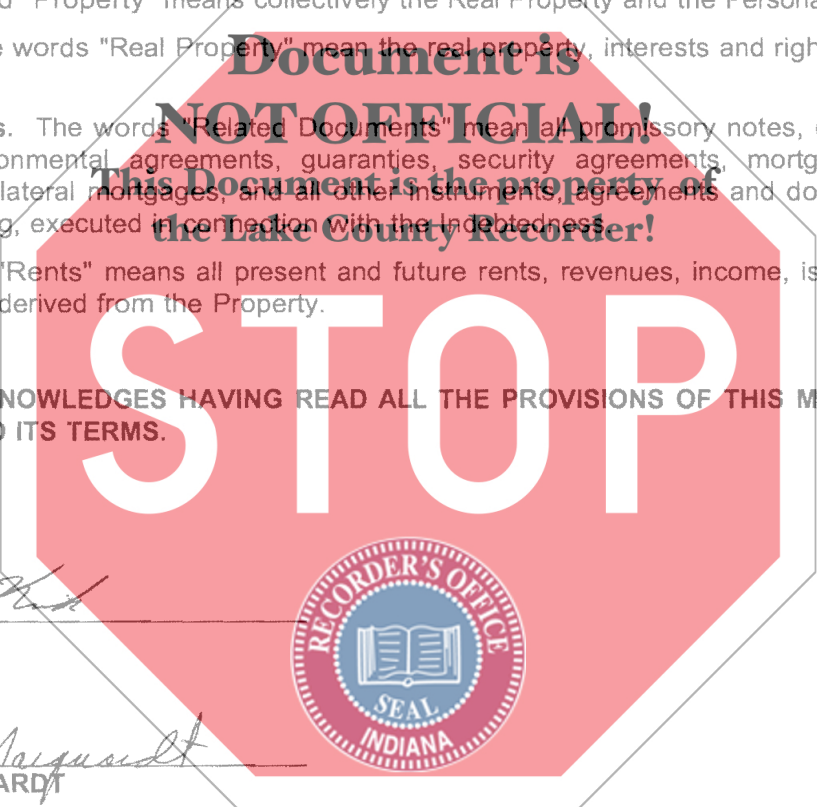 d "Property" means collectively the Real Property and the Persona
e words "Real Property" mean the real property, interests and righ
Document is
NOT OFFICIAL!
This Document is the property of
the Lake County Recorder!
s. The words "Related Documents" mean all promissory notes,
onmental agreements, guaranties, security agreements, mortg
lateral mortgages, and all other instruments, agreements and do
g, executed in connection with the Indebtedness.
"Rents" means all present and future rents, revenues, income, is
derived from the Property.
STOP
NOWLEDGES HAVING READ ALL THE PROVISIONS OF THIS M
ITS TERMS.
RECORDER'S OFFICE
SEAL
INDIANA
Marquardt
ARDT